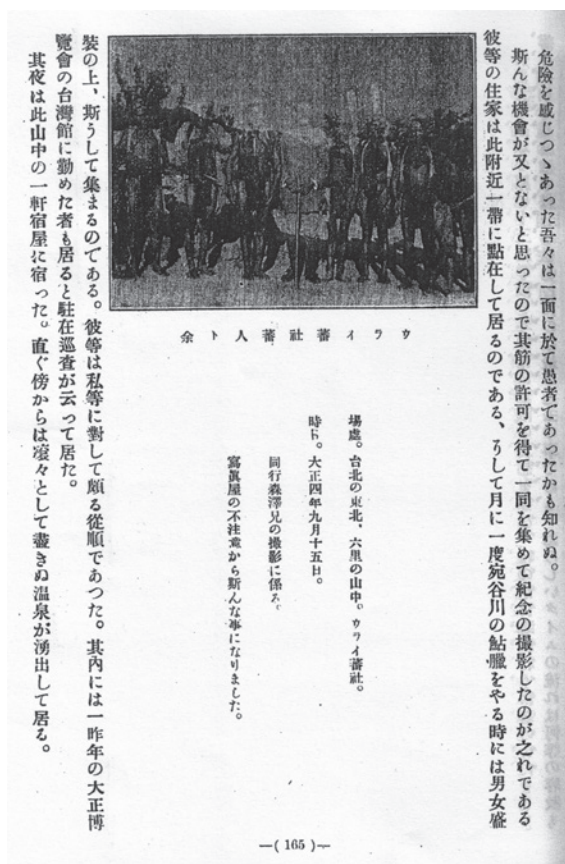 危險を感じつゝあった吾々は一面に於て愚者であったかも知れぬ。
斯んな機會が又とないと思ったので其筋の許可を得て一同を集めて紀念の撮影したのが之れである
彼等の住家は此附近一帶に點在して居るのである、そして月に一度宛谷川の鮎臘をやる時には男女盛
ウライ蕃社蕃人ト余
場處。台北の東北、六里の山中。ウライ蕃社。
時ト。大正四年九月十五日。
同行森澤兄の撮影に係る。
寫眞屋の不注意から斯んな事になりました。
裝の上、斯うして集まるのである。彼等は私等に對して頗る從順であつた。其內には一昨年の大正博
覽會の台灣館に勤めた者も居ると駐在巡査が云って居た。
其夜は此山中の一軒宿屋に宿った。直ぐ傍からは滾々として盡きぬ溫泉が湧出して居る。
—( 165 )—